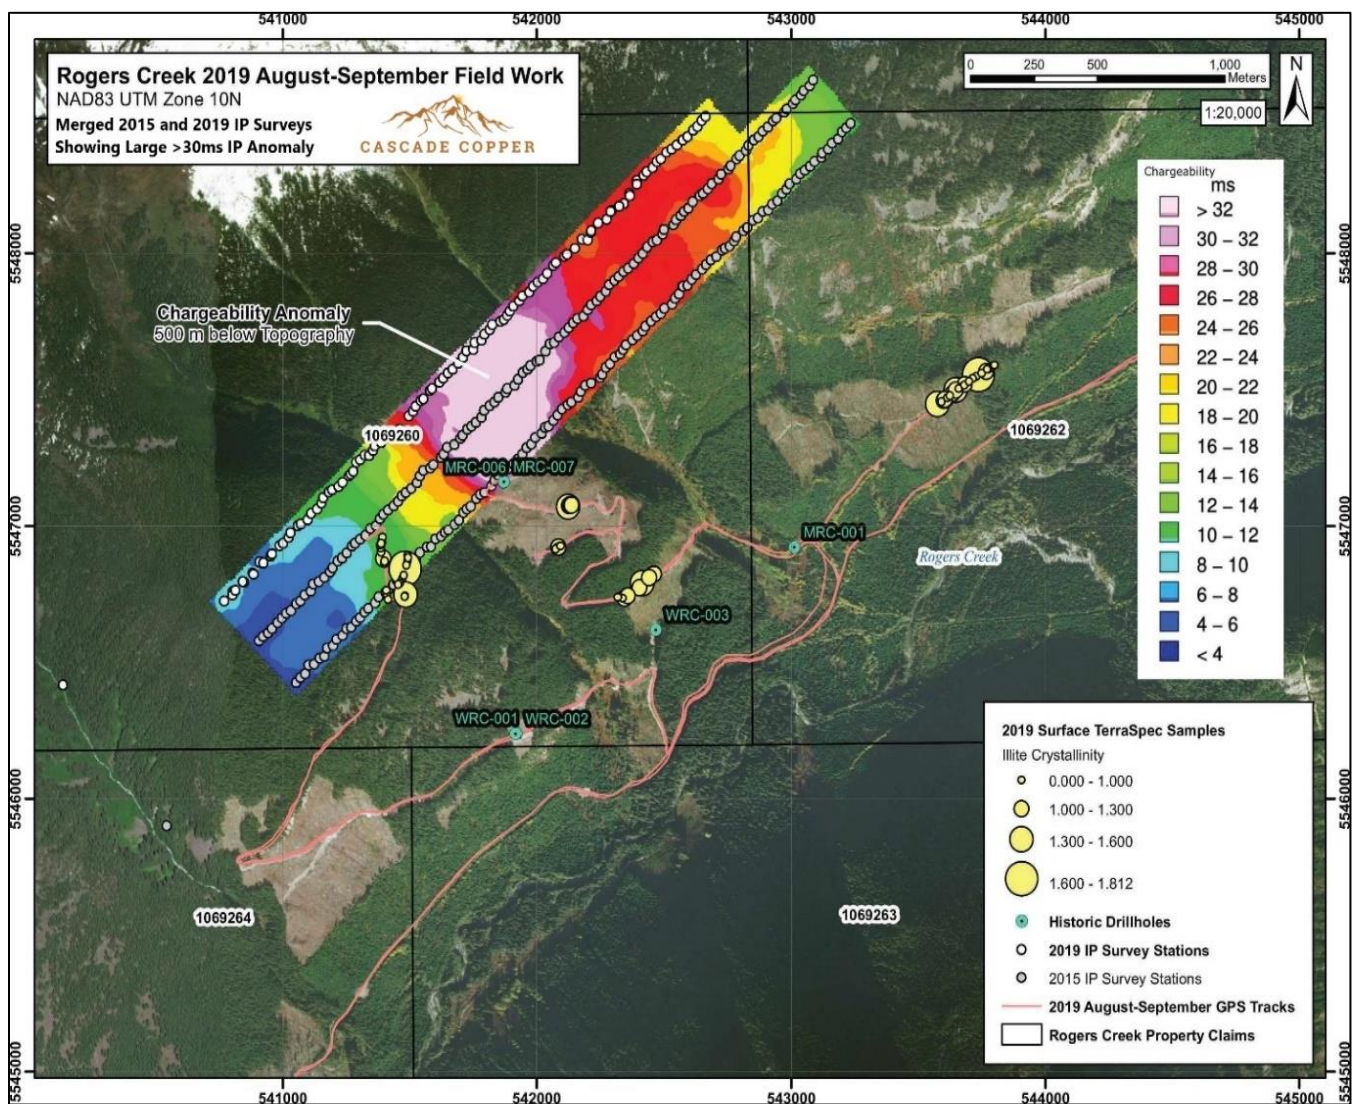 541000
542000
543000
544000
545000
Rogers Creek 2019 August-September Field Work
NAD83 UTM Zone 10N
Merged 2015 and 2019 IP Surveys
Showing Large >30ms IP Anomaly
CASCADE COPPER
0 250 500 1,000
Meters
N
1:20,000
5548000
5548000
Chargeability
ms
> 32
30 – 32
28 – 30
26 – 28
24 – 26
22 – 24
20 – 22
18 – 20
16 – 18
14 – 16
12 – 14
10 – 12
8 – 10
6 – 8
4 – 6
< 4
Chargeability Anomaly
500 m below Topography
1069260
1069262
MRC-006 MRC-007
5547000
5547000
MRC-001
Rogers Creek
WRC-003
WRC-001 WRC-002
5546000
5546000
1069264
1069263
2019 Surface TerraSpec Samples
Illite Crystallinity
0.000 - 1.000
1.000 - 1.300
1.300 - 1.600
1.600 - 1.812
Historic Drillholes
2019 IP Survey Stations
2015 IP Survey Stations
2019 August-September GPS Tracks
Rogers Creek Property Claims
5545000
5545000
541000
542000
543000
544000
545000